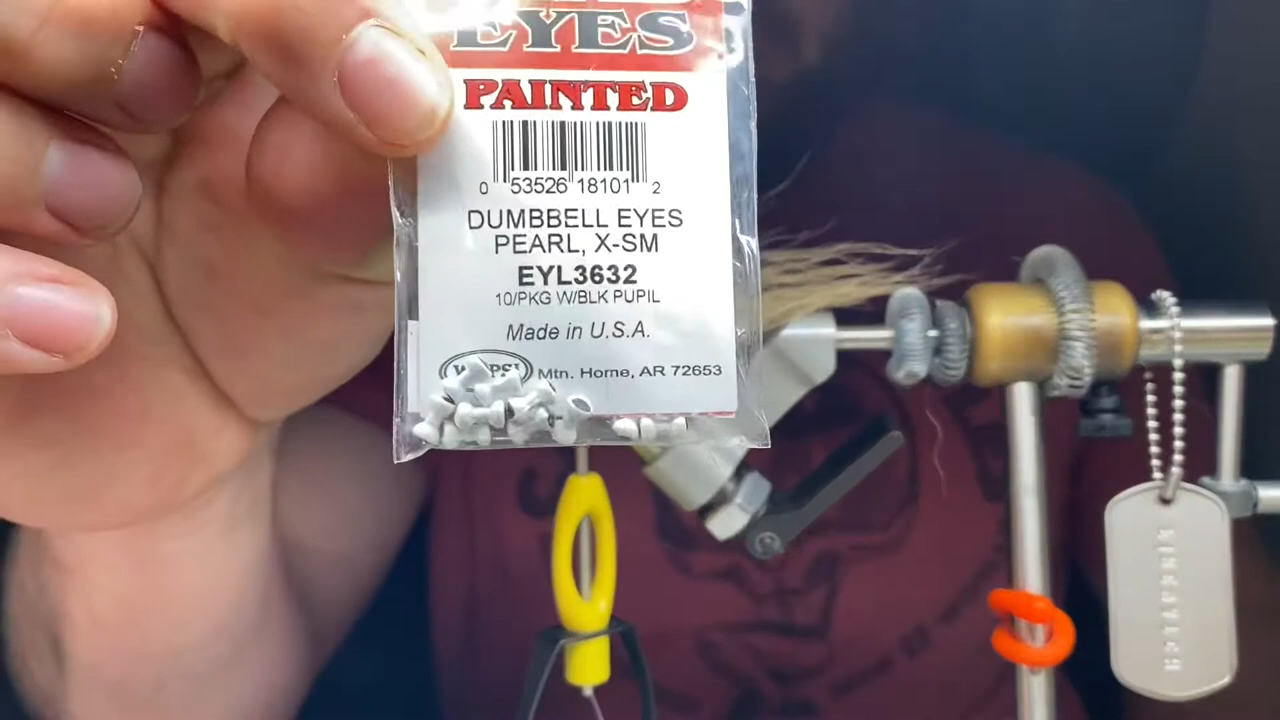 EYES
PAINTED
0 53526 18101 2
DUMBBELL EYES
PEARL, X-SM
EYL3632
10/PKG W/BLK PUPIL
Made in U.S.A.
Mtn. Home, AR 72653